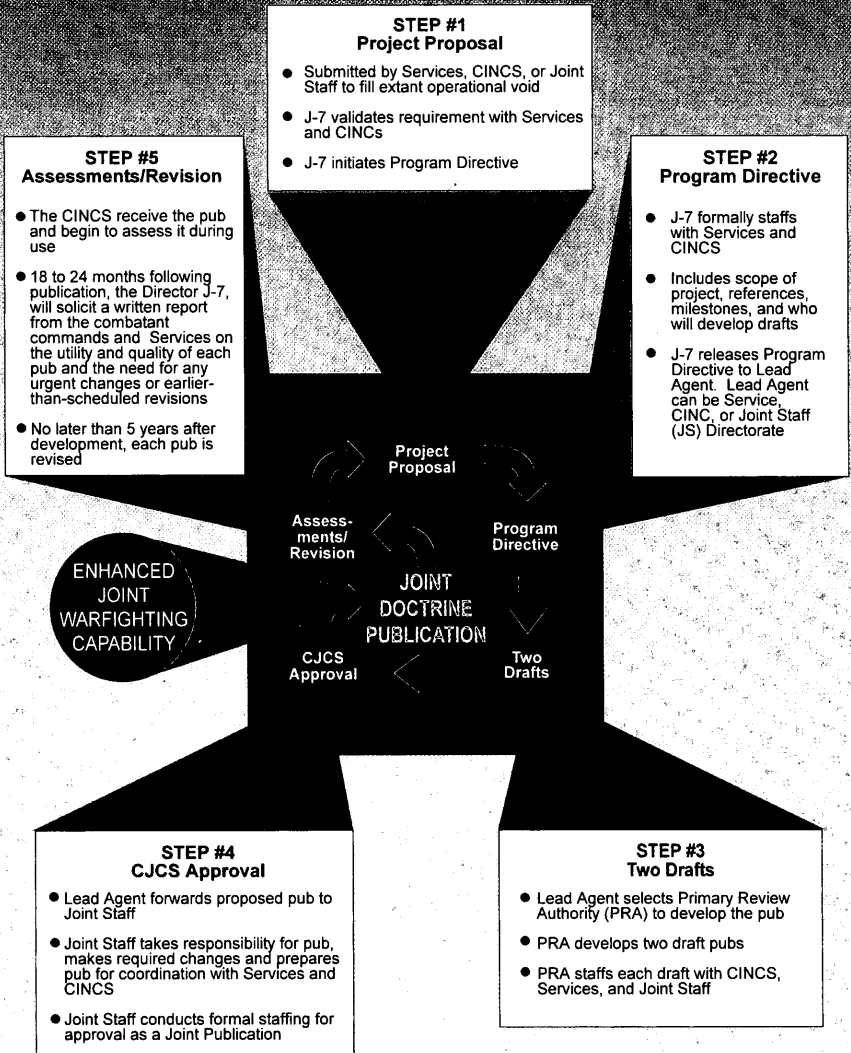 STEP #1
Project Proposal
● Submitted by Services, CINCS, or Joint
Staff to fill extant operational void
● J-7 validates requirement with Services
and CINCs
● J-7 initiates Program Directive
STEP #2
Program Directive
● J-7 formally staffs
with Services and
CINCS
● Includes scope of
project, references,
milestones, and who
will develop drafts
● J-7 releases Program
Directive to Lead
Agent. Lead Agent
can be Service,
CINC, or Joint Staff
(JS) Directorate
STEP #3
Two Drafts
● Lead Agent selects Primary Review
Authority (PRA) to develop the pub
● PRA develops two draft pubs
● PRA staffs each draft with CINCS,
Services, and Joint Staff
STEP #4
CJCS Approval
● Lead Agent forwards proposed pub to
Joint Staff
● Joint Staff takes responsibility for pub,
makes required changes and prepares
pub for coordination with Services and
CINCS
● Joint Staff conducts formal staffing for
approval as a Joint Publication
STEP #5
Assessments/Revision
● The CINCS receive the pub
and begin to assess it during
use
● 18 to 24 months following
publication, the Director J-7,
will solicit a written report
from the combatant
commands and Services on
the utility and quality of each
pub and the need for any
urgent changes or earlier-
than-scheduled revisions
● No later than 5 years after
development, each pub is
revised
Project
Proposal
Program
Directive
Two
Drafts
CJCS
Approval
Assess-
ments/
Revision
JOINT
DOCTRINE
PUBLICATION
ENHANCED
JOINT
WARFIGHTING
CAPABILITY